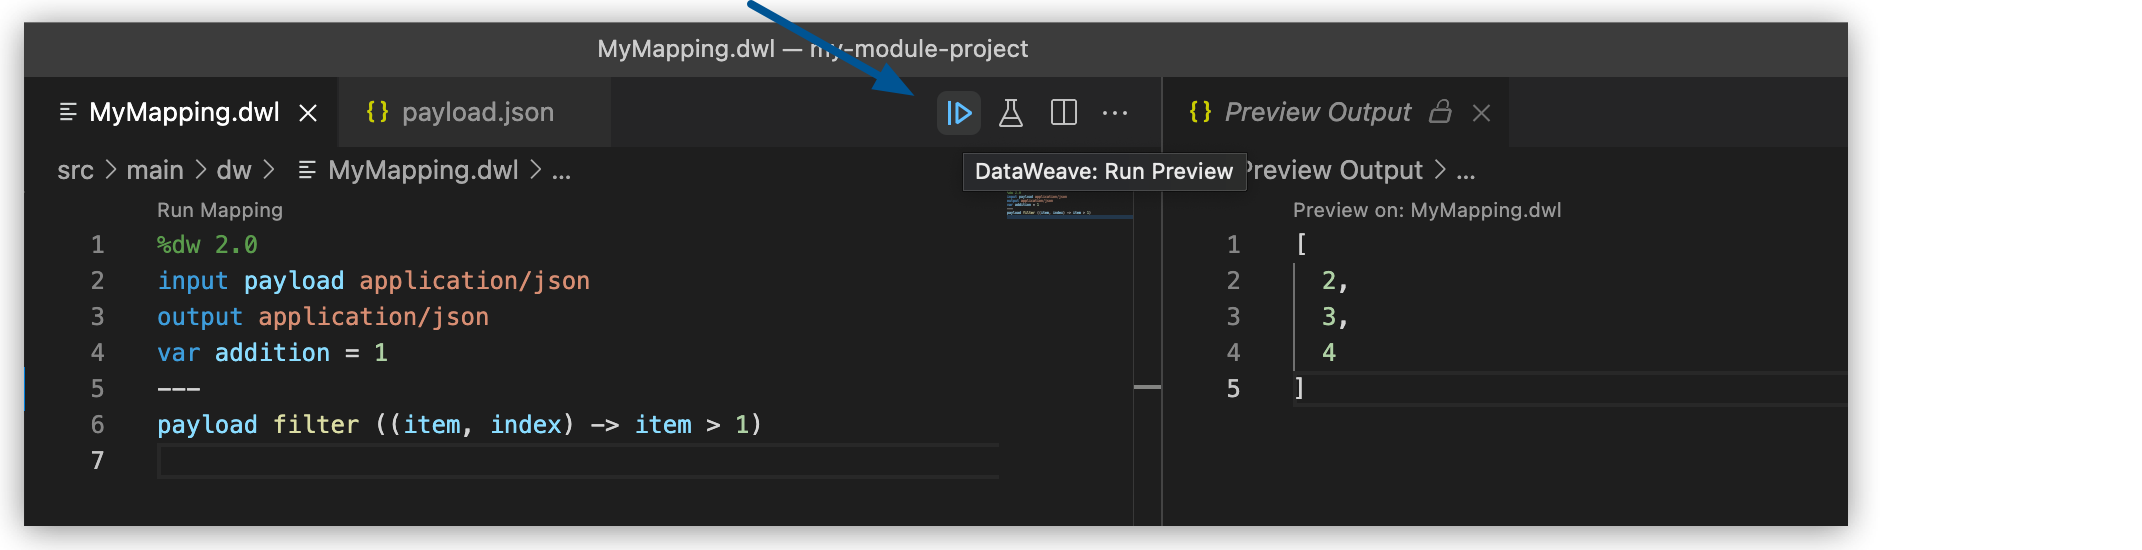 MyMapping.dwl — my-module-project
MyMapping.dwl
payload.json
Preview Output
src > main > dw > MyMapping.dwl > ...
DataWeave: Run Preview
Preview Output > ...
Run Mapping
1 %dw 2.0
2 input payload application/json
3 output application/json
4 var addition = 1
5 ---
6 payload filter ((item, index) -> item > 1)
7
Preview on: MyMapping.dwl
1 [
2 2,
3 3,
4 4
5 ]